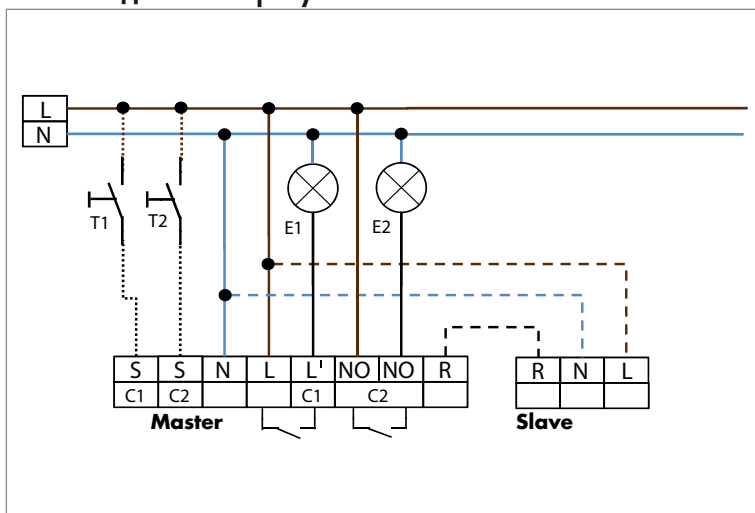 L
N
T1 T2 E1 E2
S S N L L' NO NO R
C1 C2 C1 C2
R N L
Master
Slave